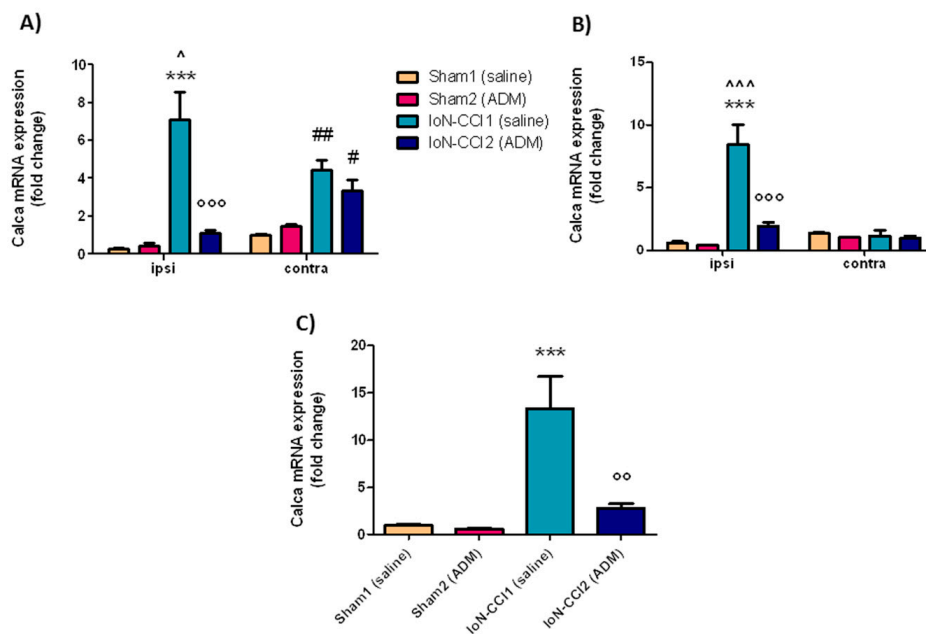 A)
Calca mRNA expression
(fold change)
10
8
6
4
2
0
^
***
°°°
##
#
ipsi
contra
Sham1 (saline)
Sham2 (ADM)
IoN-CCI1 (saline)
IoN-CCI2 (ADM)
B)
Calca mRNA expression
(fold change)
15
10
5
0
^^^
***
°°°
ipsi
contra
C)
Calca mRNA expression
(fold change)
20
15
10
5
0
***
°°
Sham1 (saline)
Sham2 (ADM)
IoN-CCI1 (saline)
IoN-CCI2 (ADM)